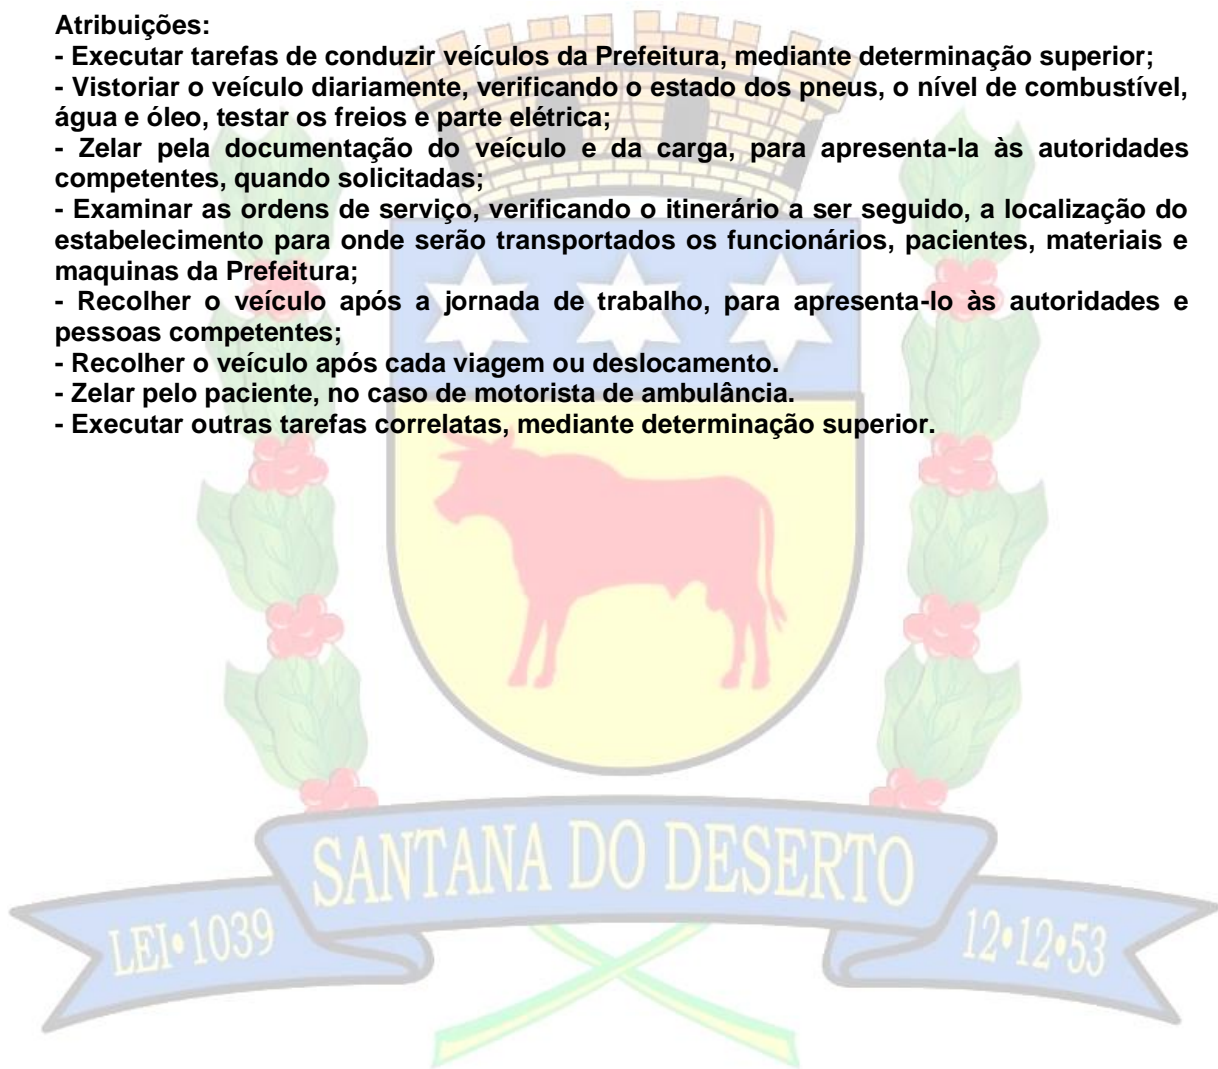 Atribuições:
- Executar tarefas de conduzir veículos da Prefeitura, mediante determinação superior;
- Vistoriar o veículo diariamente, verificando o estado dos pneus, o nível de combustível,
água e óleo, testar os freios e parte elétrica;
- Zelar pela documentação do veículo e da carga, para apresenta-la às autoridades
competentes, quando solicitadas;
- Examinar as ordens de serviço, verificando o itinerário a ser seguido, a localização do
estabelecimento para onde serão transportados os funcionários, pacientes, materiais e
maquinas da Prefeitura;
- Recolher o veículo após a jornada de trabalho, para apresenta-lo às autoridades e
pessoas competentes;
- Recolher o veículo após cada viagem ou deslocamento.
- Zelar pelo paciente, no caso de motorista de ambulância.
- Executar outras tarefas correlatas, mediante determinação superior.
SANTANA DO DESERTO
LEI•1039
12•12•53